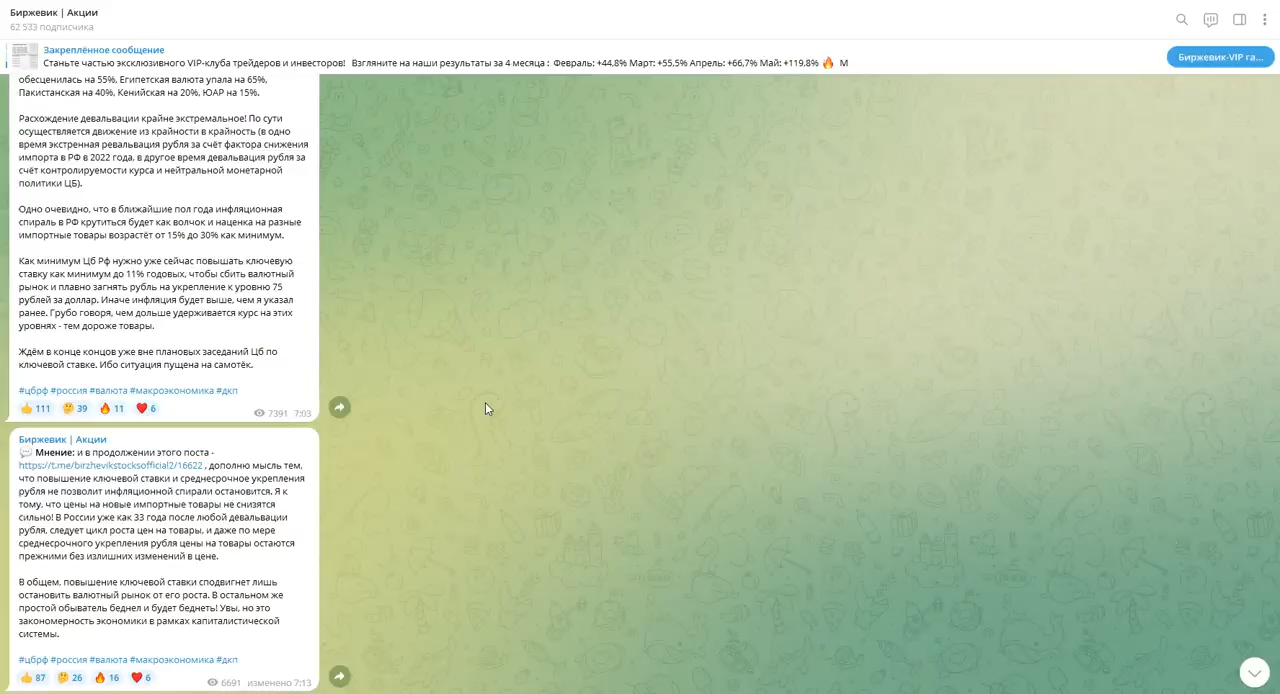 Биржевик | Акции
62 533 подписчика
Закреплённое сообщение
Станьте частью эксклюзивного VIP-клуба трейдеров и инвесторов! Взгляните на наши результаты за 4 месяца : Февраль: +44,8% Март: +55,5% Апрель: +66,7% Май: +119,8% 🔥 М
Биржевик-VIP га...
обесценилась на 55%, Египетская валюта упала на 65%,
Пакистанская на 40%, Кенийская на 20%, ЮАР на 15%.
Расхождение девальвации крайне экстремальное! По сути
осуществляется движение из крайности в крайность (в одно
время экстренная ревальвация рубля за счёт фактора снижения
импорта в РФ в 2022 года, в другое время девальвация рубля за
счёт контролируемости курса и нейтральной монетарной
политики ЦБ).
Одно очевидно, что в ближайшие пол года инфляционная
спираль в РФ крутиться будет как волчок и наценка на разные
импортные товары возрастёт от 15% до 30% как минимум.
Как минимум Цб Рф нужно уже сейчас повышать ключевую
ставку как минимум до 11% годовых, чтобы сбить валютный
рынок и плавно загнять рубль на укрепление к уровню 75
рублей за доллар. Иначе инфляция будет выше, чем я указал
ранее. Грубо говоря, чем дольше удерживается курс на этих
уровнях - тем дороже товары.
Ждём в конце концов уже вне плановых заседаний Цб по
ключевой ставке. Ибо ситуация пущена на самотёк.
#цбрф #россия #валюта #макроэкономика #дкп
👍 111 🤔 39 🔥 11 ❤️ 6 7391 7:03
Биржевик | Акции
💬 Мнение: и в продолжении этого поста -
https://t.me/birzhevikstocksofficial2/16622 , дополню мысль тем,
что повышение ключевой ставки и среднесрочное укрепления
рубля не позволит инфляционной спирали остановится. Я к
тому, что цены на новые импортные товары не снизятся
сильно! В России уже как 33 года после любой девальвации
рубля, следует цикл роста цен на товары, и даже по мере
среднесрочного укрепления рубля цены на товары остаются
прежними без излишних изменений в цене.
В общем, повышение ключевой ставки сподвигнет лишь
остановить валютный рынок от его роста. В остальном же
простой обыватель беднел и будет беднеть! Увы, но это
закономерность экономики в рамках капиталистической
системы.
#цбрф #россия #валюта #макроэкономика #дкп
👍 87 🤔 26 🔥 16 ❤️ 6 6691 изменено 7:13